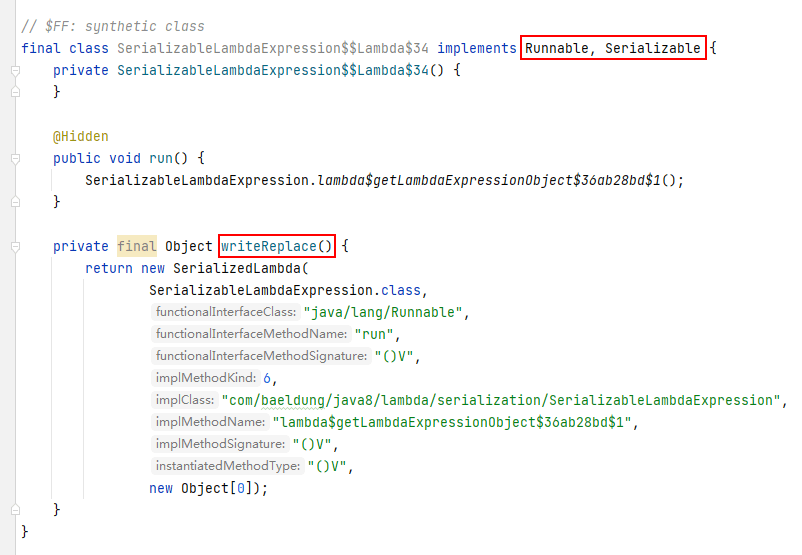 // $FF: synthetic class
final class SerializableLambdaExpression$$Lambda$34 implements Runnable, Serializable {
    private SerializableLambdaExpression$$Lambda$34() {
    }
    @Hidden
    public void run() {
        SerializableLambdaExpression.lambda$getLambdaExpressionObject$36ab28bd$1();
    }
    private final Object writeReplace() {
        return new SerializedLambda(
                SerializableLambdaExpression.class,
                functionalInterfaceClass: "java/lang/Runnable",
                functionalInterfaceMethodName: "run",
                functionalInterfaceMethodSignature: "()V",
                implMethodKind: 6,
                implClass: "com/baeldung/java8/lambda/serialization/SerializableLambdaExpression",
                implMethodName: "lambda$getLambdaExpressionObject$36ab28bd$1",
                implMethodSignature: "()V",
                instantiatedMethodType: "()V",
                new Object[0]);
    }
}